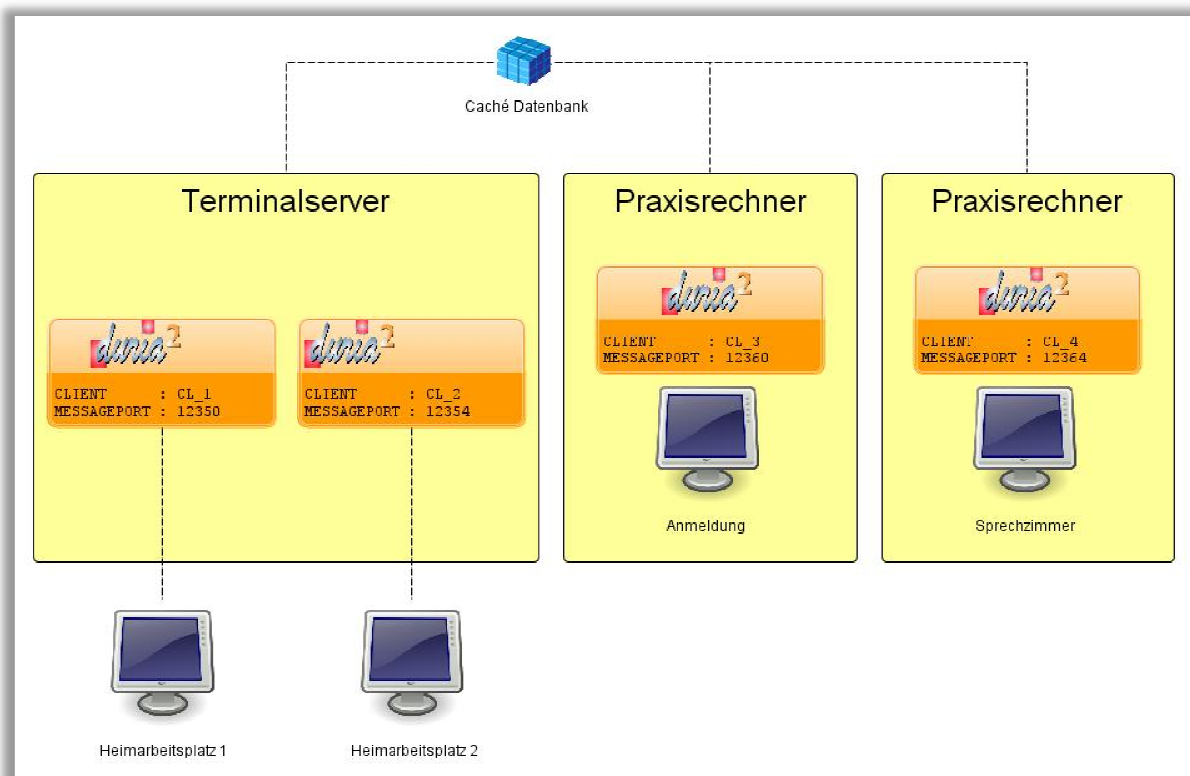 Caché Datenbank
Terminalserver
Praxisrechner
Praxisrechner
duria2
CLIENT : CL_1
MESSAGEPORT : 12350
duria2
CLIENT : CL_2
MESSAGEPORT : 12354
duria2
CLIENT : CL_3
MESSAGEPORT : 12360
duria2
CLIENT : CL_4
MESSAGEPORT : 12364
Anmeldung
Sprechzimmer
Heimarbeitsplatz 1
Heimarbeitsplatz 2